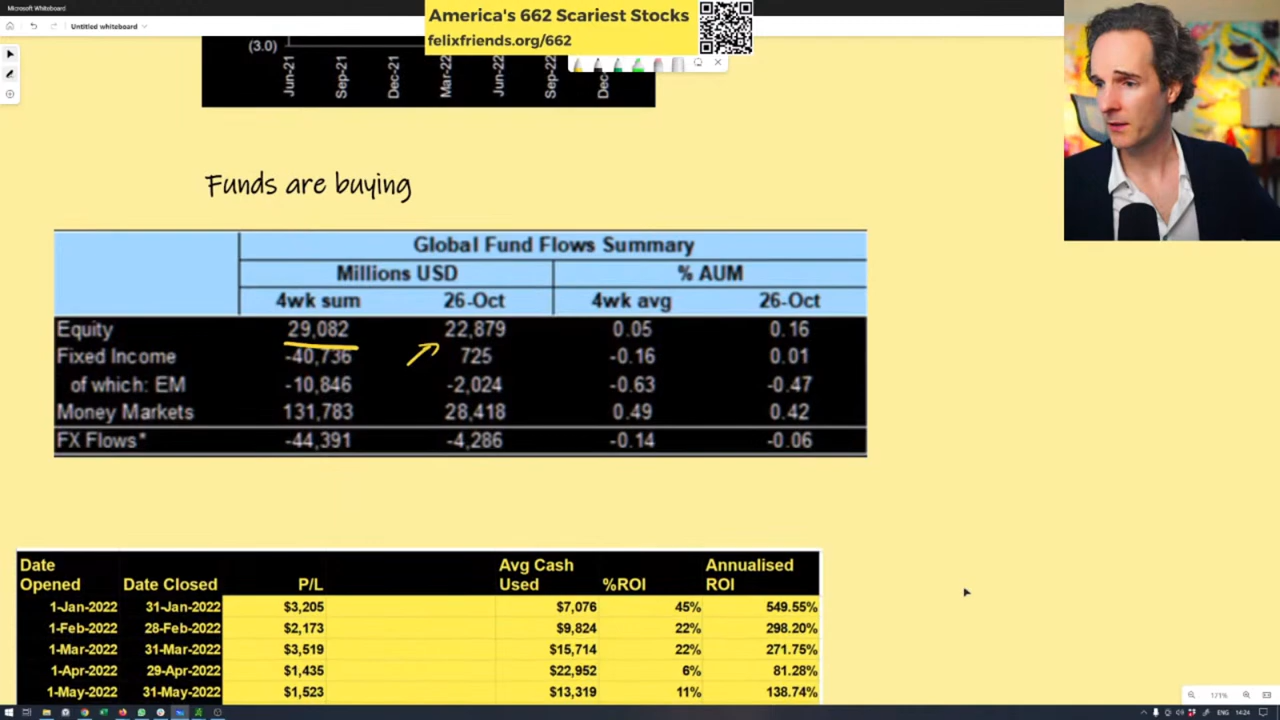 Microsoft Whiteboard
Untitled whiteboard
America's 662 Scariest Stocks
felixfriends.org/662
(3.0)
Jun-21
Sep-21
Dec-21
Mar-22
Jun-22
Sep-22
Dec-
Funds are buying
Global Fund Flows Summary
Millions USD % AUM
4wk sum 26-Oct 4wk avg 26-Oct
Equity 29,082 22,879 0.05 0.16
Fixed Income -40,736 725 -0.16 0.01
of which: EM -10,846 -2,024 -0.63 -0.47
Money Markets 131,783 28,418 0.49 0.42
FX Flows* -44,391 -4,286 -0.14 -0.06
Date Opened Date Closed P/L Avg Cash Used %ROI Annualised ROI
1-Jan-2022 31-Jan-2022 $3,205 $7,076 45% 549.55%
1-Feb-2022 28-Feb-2022 $2,173 $9,824 22% 298.20%
1-Mar-2022 31-Mar-2022 $3,519 $15,714 22% 271.75%
1-Apr-2022 29-Apr-2022 $1,435 $22,952 6% 81.28%
1-May-2022 31-May-2022 $1,523 $13,319 11% 138.74%
171%
ENG 14:24